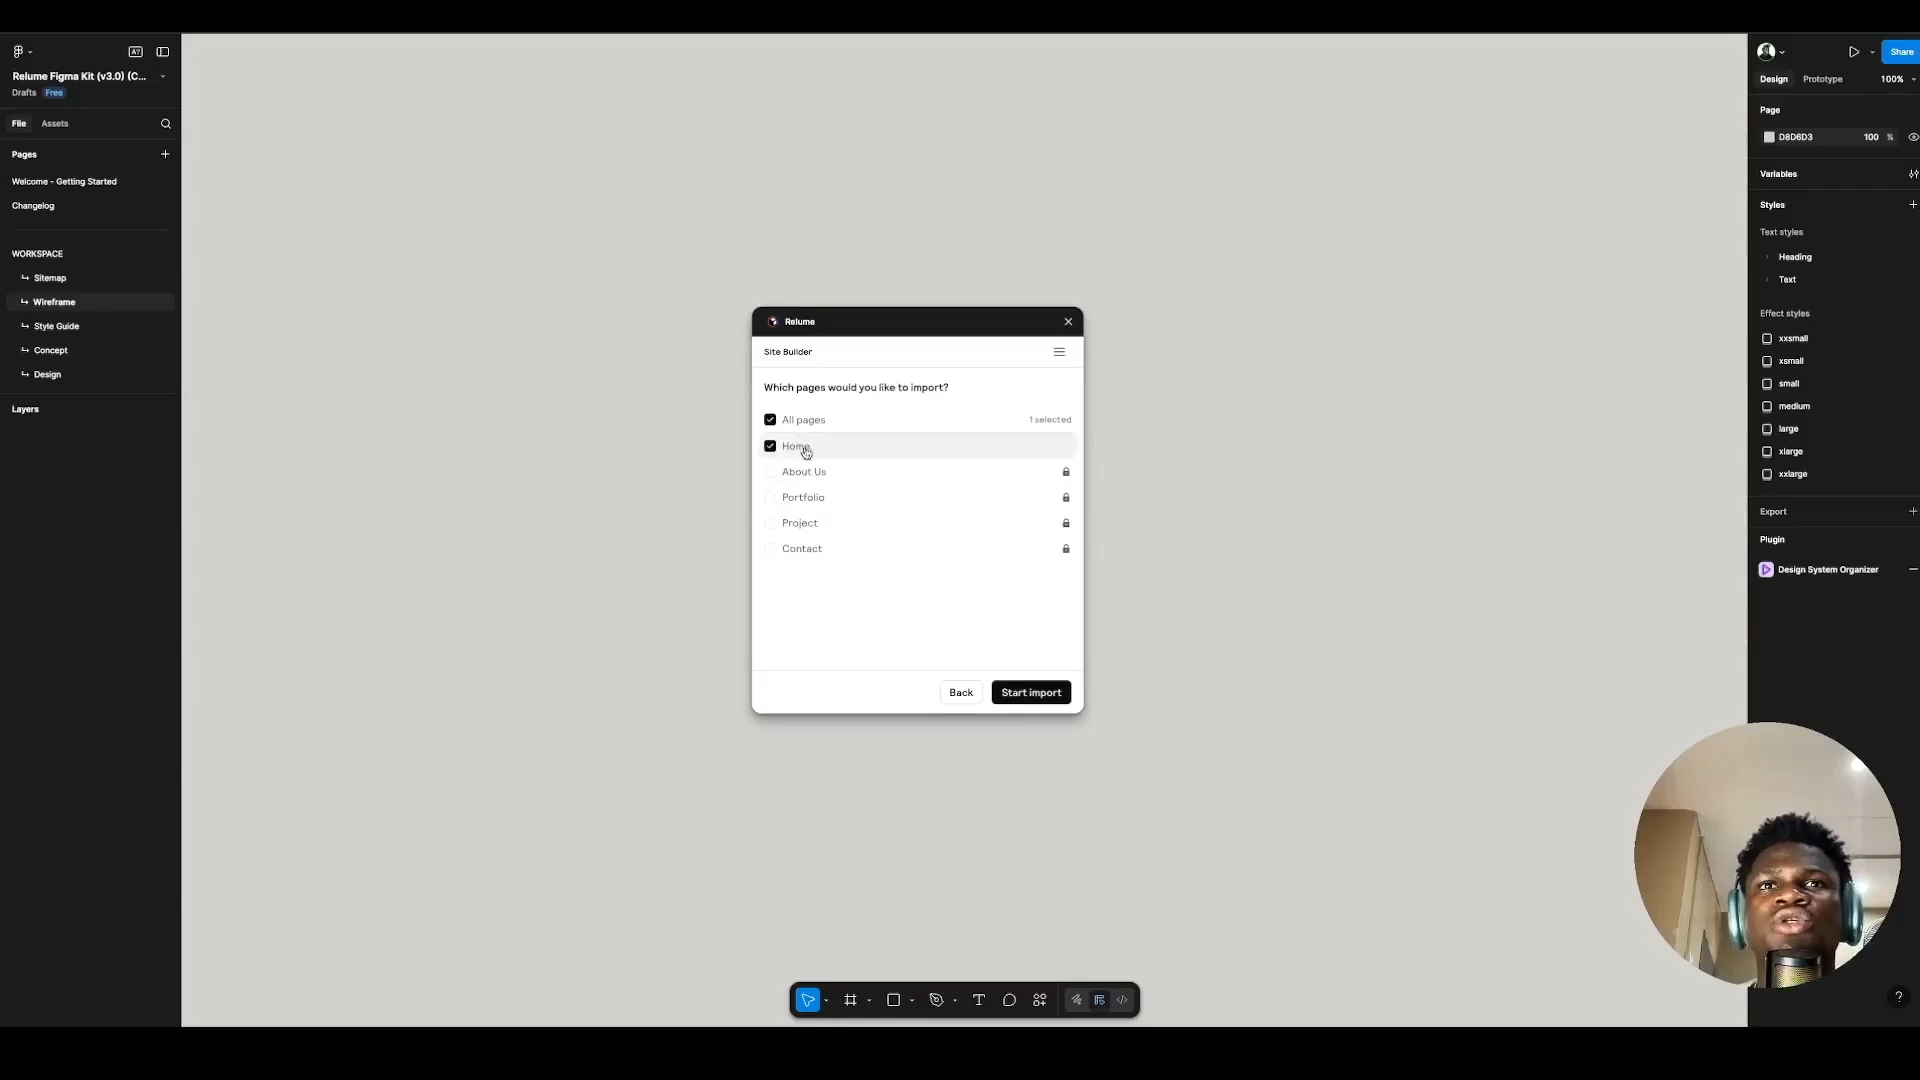 Relume Figma Kit (v3.0) (C...
Drafts Free
File Assets
Pages
Welcome - Getting Started
Changelog
WORKSPACE
↳ Sitemap
↳ Wireframe
↳ Style Guide
↳ Concept
↳ Design
Layers
Relume
Site Builder
Which pages would you like to import?
All pages 1 selected
Home
About Us
Portfolio
Project
Contact
Back Start import
Share
Design Prototype 100%
Page
D8D6D3 100 %
Variables
Styles
Text styles
Heading
Text
Effect styles
xxsmall
xsmall
small
medium
large
xlarge
xxlarge
Export
Plugin
Design System Organizer
?